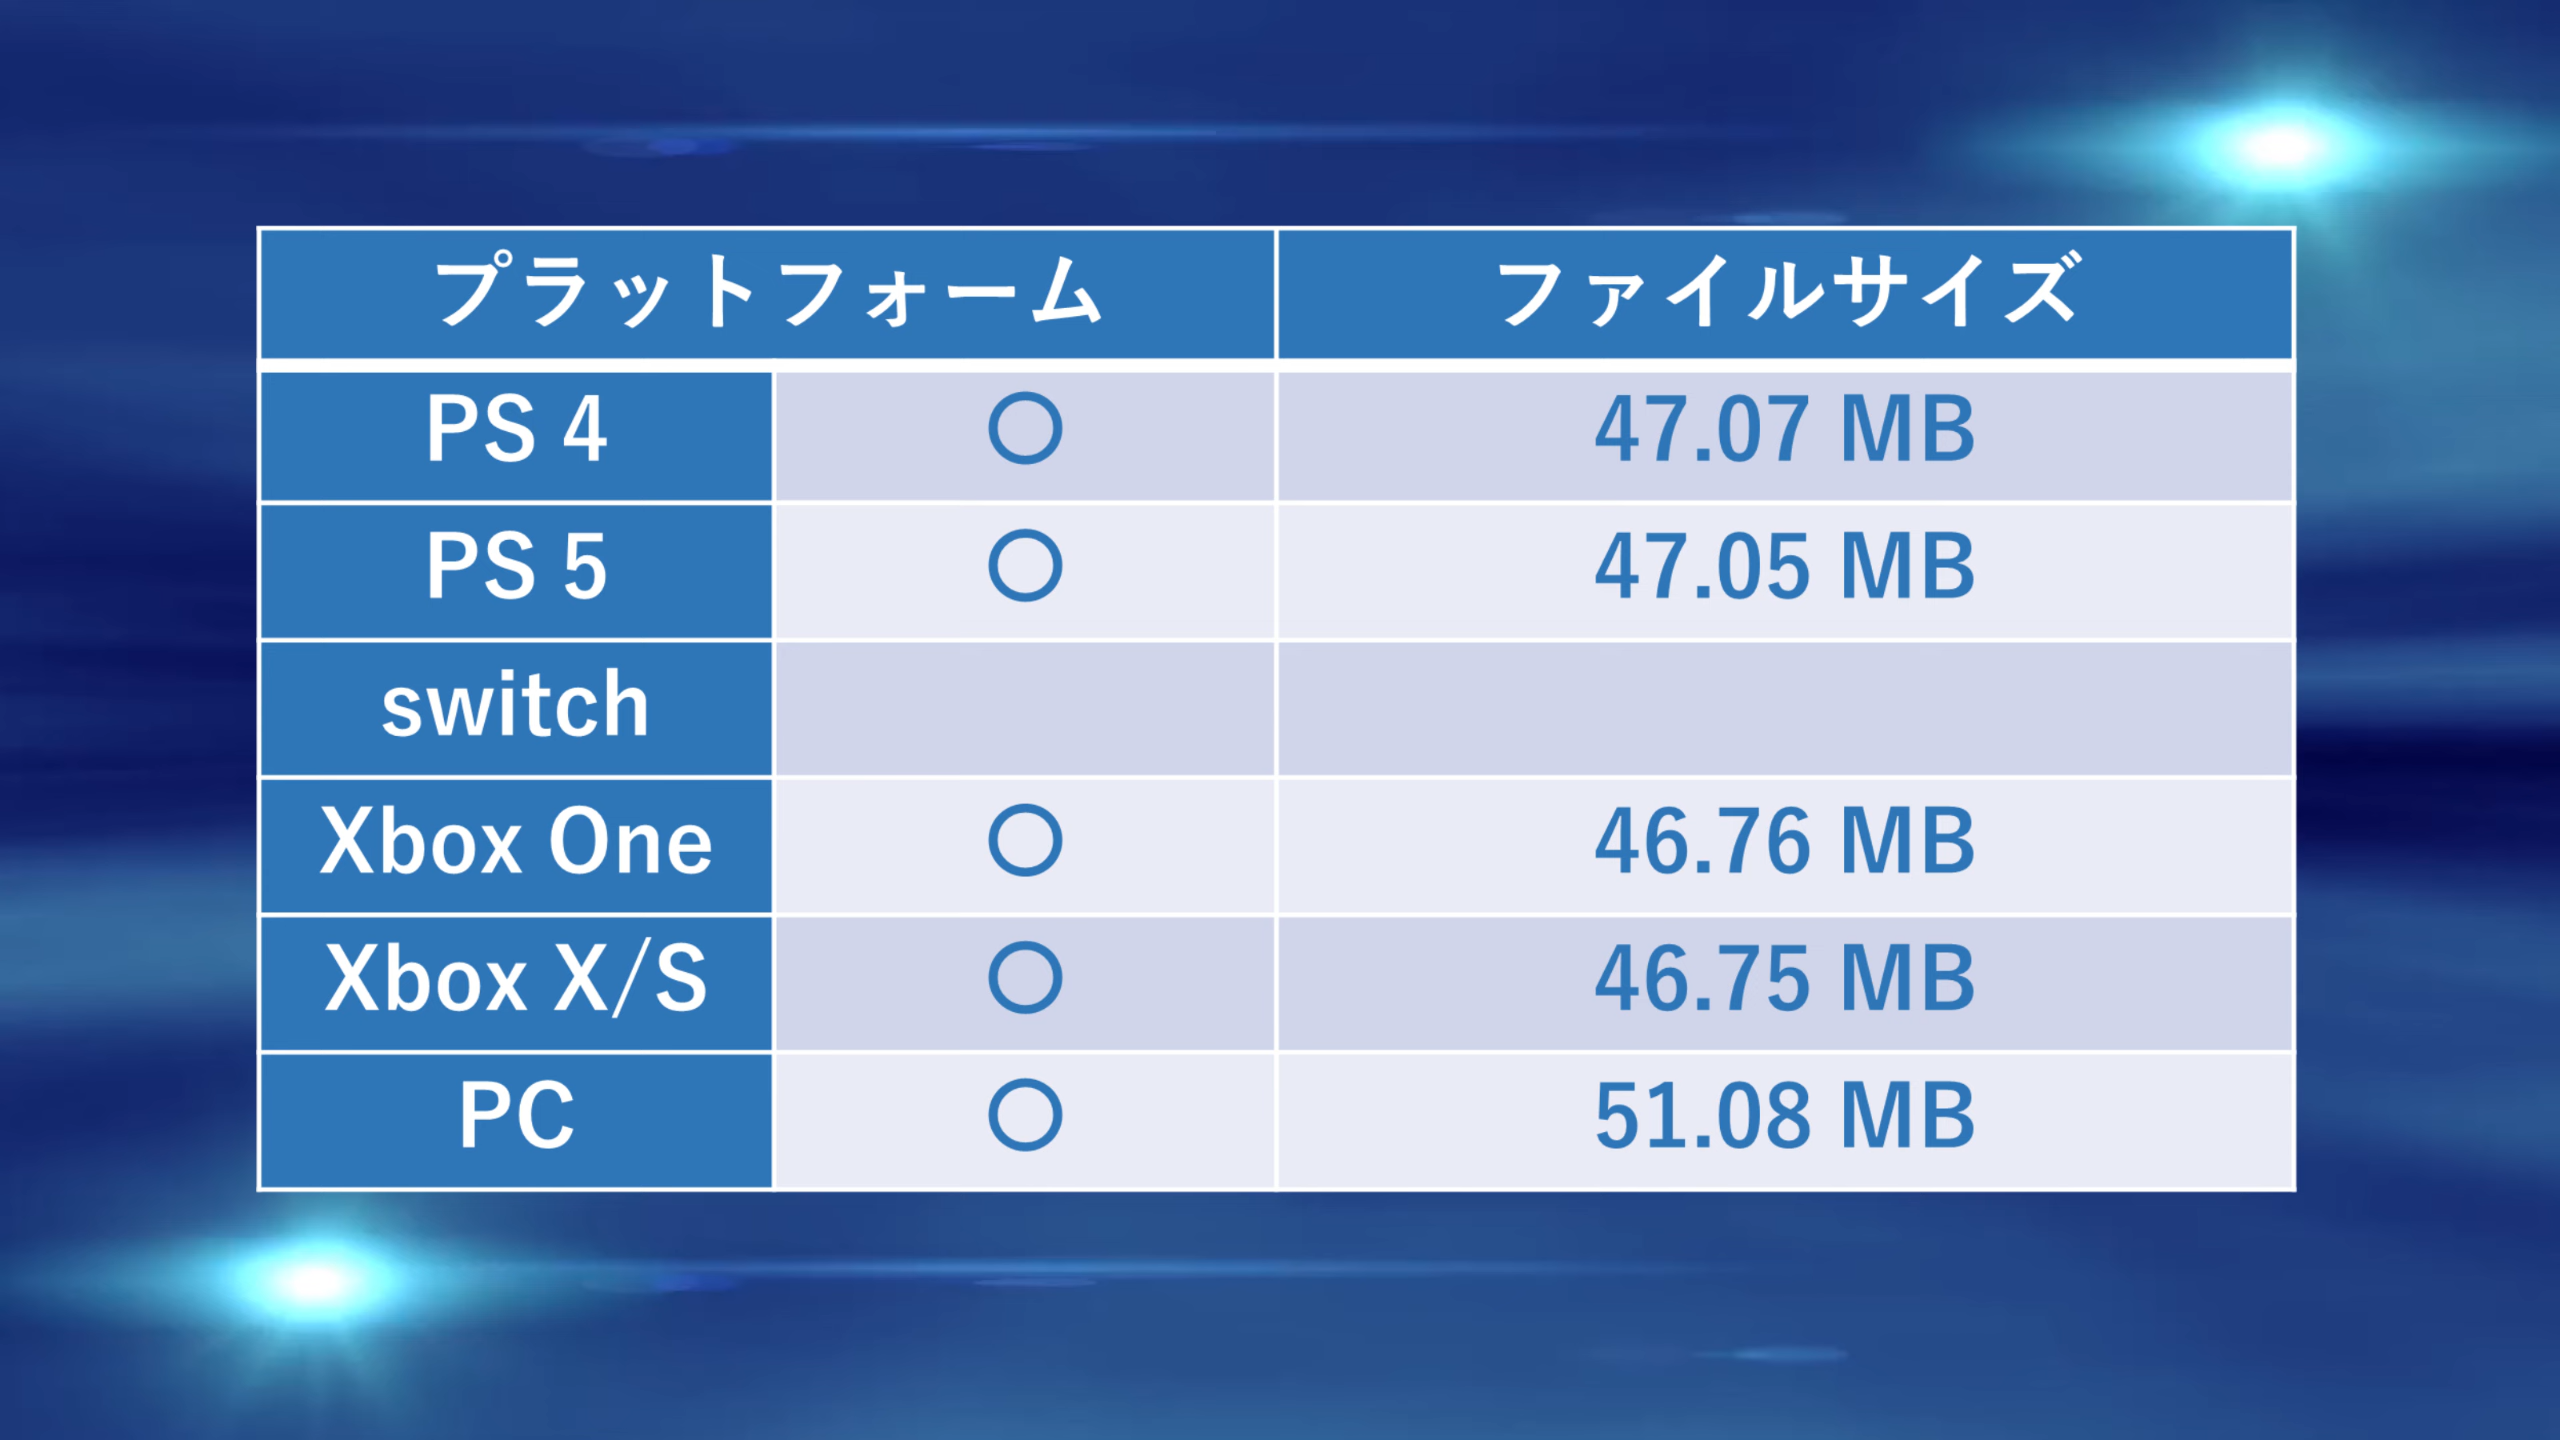 プラットフォーム ファイルサイズ
PS 4 ○ 47.07 MB
PS 5 ○ 47.05 MB
switch
Xbox One ○ 46.76 MB
Xbox X/S ○ 46.75 MB
PC ○ 51.08 MB